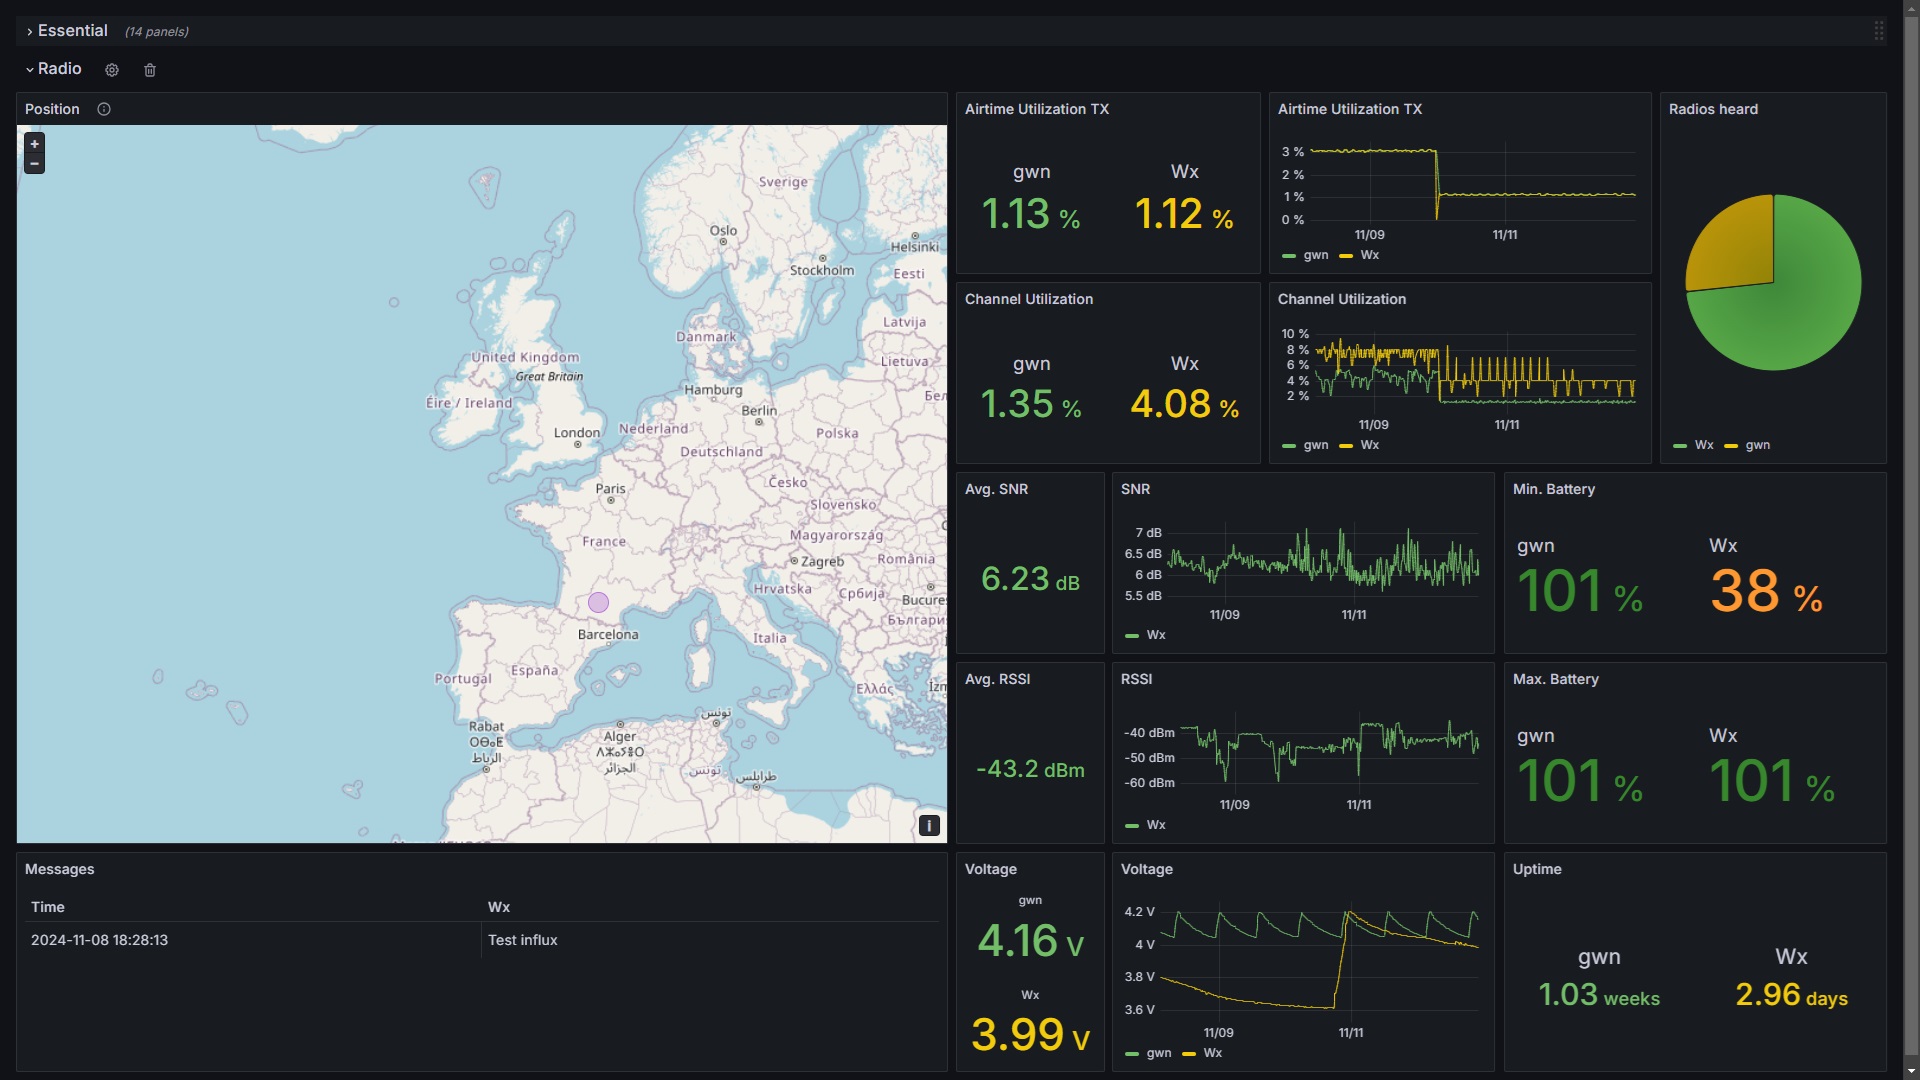 Essential (14 panels)
Radio
Position
+
−
Sverige
Oslo
Helsinki
Stockholm
Eesti
Latvija
Danmark
United Kingdom
Great Britain
Lietuva
Hamburg
Éire / Ireland
Berlin
London
Nederland
Polska
Deutschland
Česko
Paris
Slovensko
France
Magyarország
Zagreb
România
Hrvatska
Србија
България
Barcelona
Italia
España
Portugal
Ελλάς
Rabat
ⵔⴱⴰⵟ
الرباط
تونس
Alger
الجزائر
تونس
طرابلس
i
Airtime Utilization TX
gwn Wx
1.13 % 1.12 %
Airtime Utilization TX
3 %
2 %
1 %
0 %
11/09 11/11
gwn Wx
Radios heard
Wx gwn
Channel Utilization
gwn Wx
1.35 % 4.08 %
Channel Utilization
10 %
8 %
6 %
4 %
2 %
11/09 11/11
gwn Wx
Avg. SNR
6.23 dB
SNR
7 dB
6.5 dB
6 dB
5.5 dB
11/09 11/11
Wx
Min. Battery
gwn Wx
101 % 38 %
Avg. RSSI
-43.2 dBm
RSSI
-40 dBm
-50 dBm
-60 dBm
11/09 11/11
Wx
Max. Battery
gwn Wx
101 % 101 %
Messages
Time Wx
2024-11-08 18:28:13 Test influx
Voltage
gwn
4.16 V
Wx
3.99 V
Voltage
4.2 V
4 V
3.8 V
3.6 V
11/09 11/11
gwn Wx
Uptime
gwn Wx
1.03 weeks 2.96 days